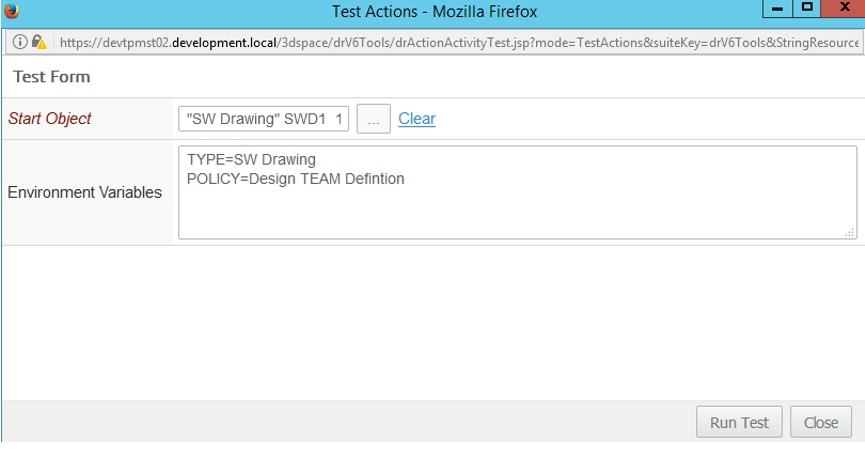 Test Actions - Mozilla Firefox
https://devtpmst02.development.local/3dspace/drV6Tools/drActionActivityTest.jsp?mode=TestActions&suiteKey=drV6Tools&StringResource
Test Form
Start Object "SW Drawing" SWD1 1 ... Clear
TYPE=SW Drawing
Environment Variables POLICY=Design TEAM Defintion
Run Test Close